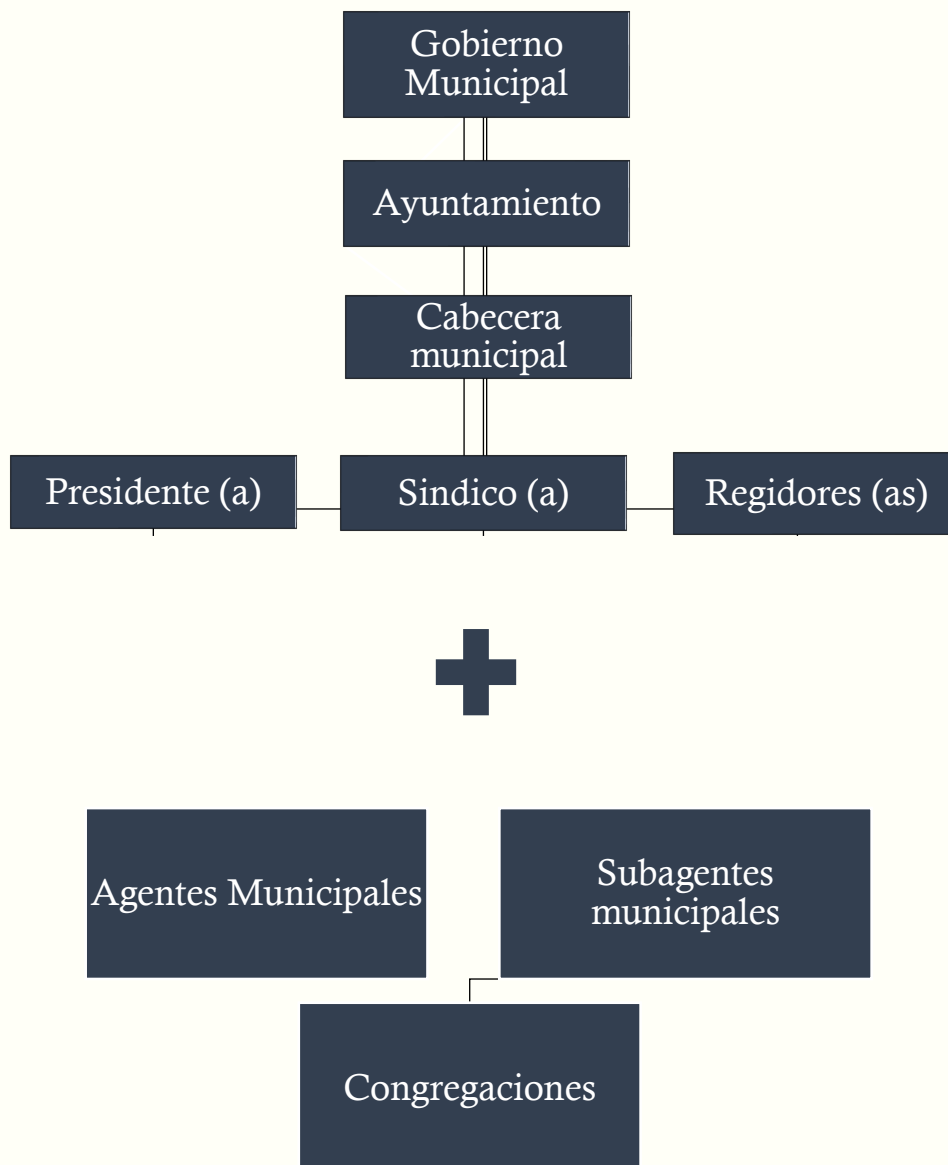 Gobierno
Municipal
Ayuntamiento
Cabecera
municipal
Presidente (a)
Sindico (a)
Regidores (as)
Agentes Municipales
Subagentes
municipales
Congregaciones